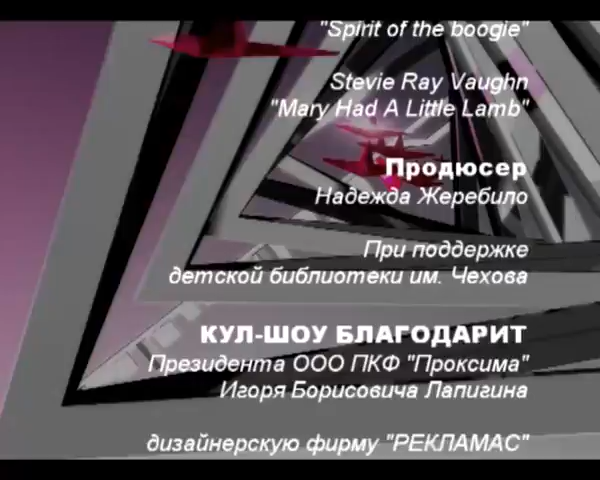 "Spirit of the boogie"
Stevie Ray Vaughn
"Mary Had A Little Lamb"
Продюсер
Надежда Жеребило
При поддержке
детской библиотеки им. Чехова
КУЛ-ШОУ БЛАГОДАРИТ
Президента ООО ПКФ "Проксима"
Игоря Борисовича Лапигина
дизайнерскую фирму "РЕКЛАМАС"